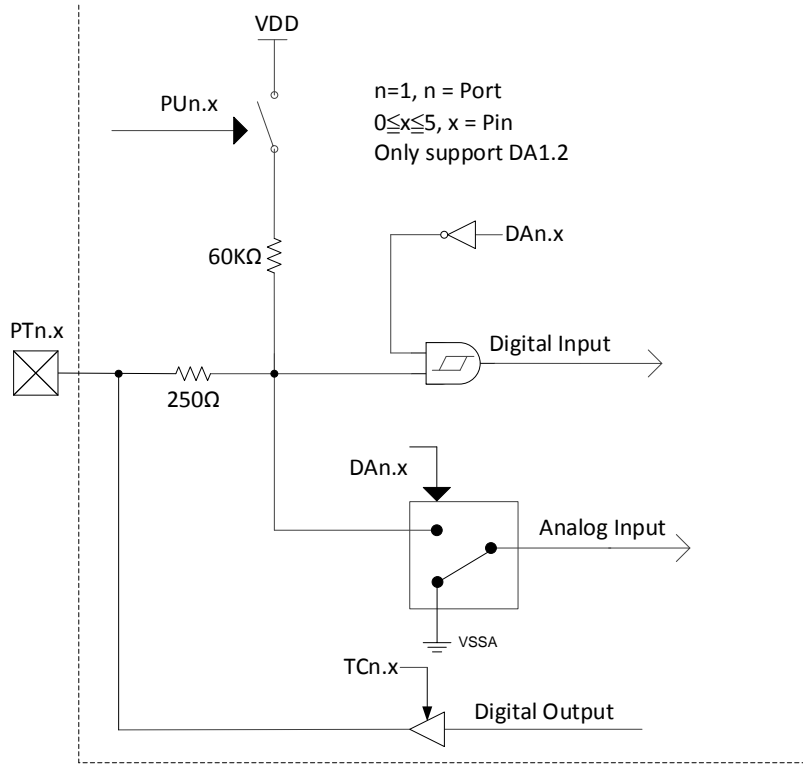 VDD
PUn.x
n=1, n = Port
0≦x≦5, x = Pin
Only support DA1.2
60KΩ
DAn.x
PTn.x
Digital Input
250Ω
DAn.x
Analog Input
VSSA
TCn.x
Digital Output